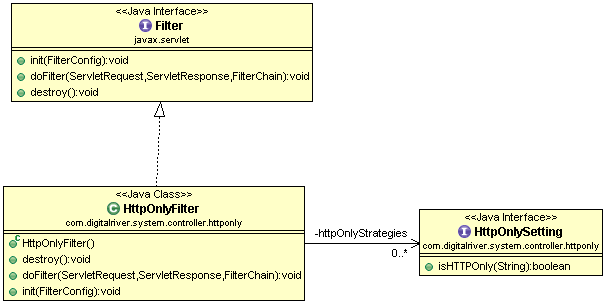 <<Java Interface>>
Filter
javax.servlet
init(FilterConfig):void
doFilter(ServletRequest,ServletResponse,FilterChain):void
destroy():void
<<Java Class>>
HttpOnlyFilter
com.digitalriver.system.controller.httponly
HttpOnlyFilter()
destroy():void
doFilter(ServletRequest,ServletResponse,FilterChain):void
init(FilterConfig):void
-httpOnlyStrategies
0..*
<<Java Interface>>
HttpOnlySetting
com.digitalriver.system.controller.httponly
isHTTPOnly(String):boolean